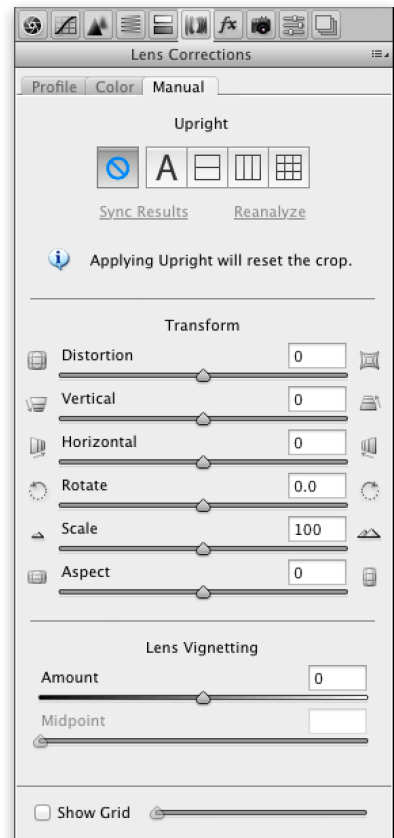 fx
Lens Corrections
Profile Color Manual
Upright
A
Sync Results Reanalyze
Applying Upright will reset the crop.
Transform
Distortion 0
Vertical 0
Horizontal 0
Rotate 0.0
Scale 100
Aspect 0
Lens Vignetting
Amount 0
Midpoint
Show Grid